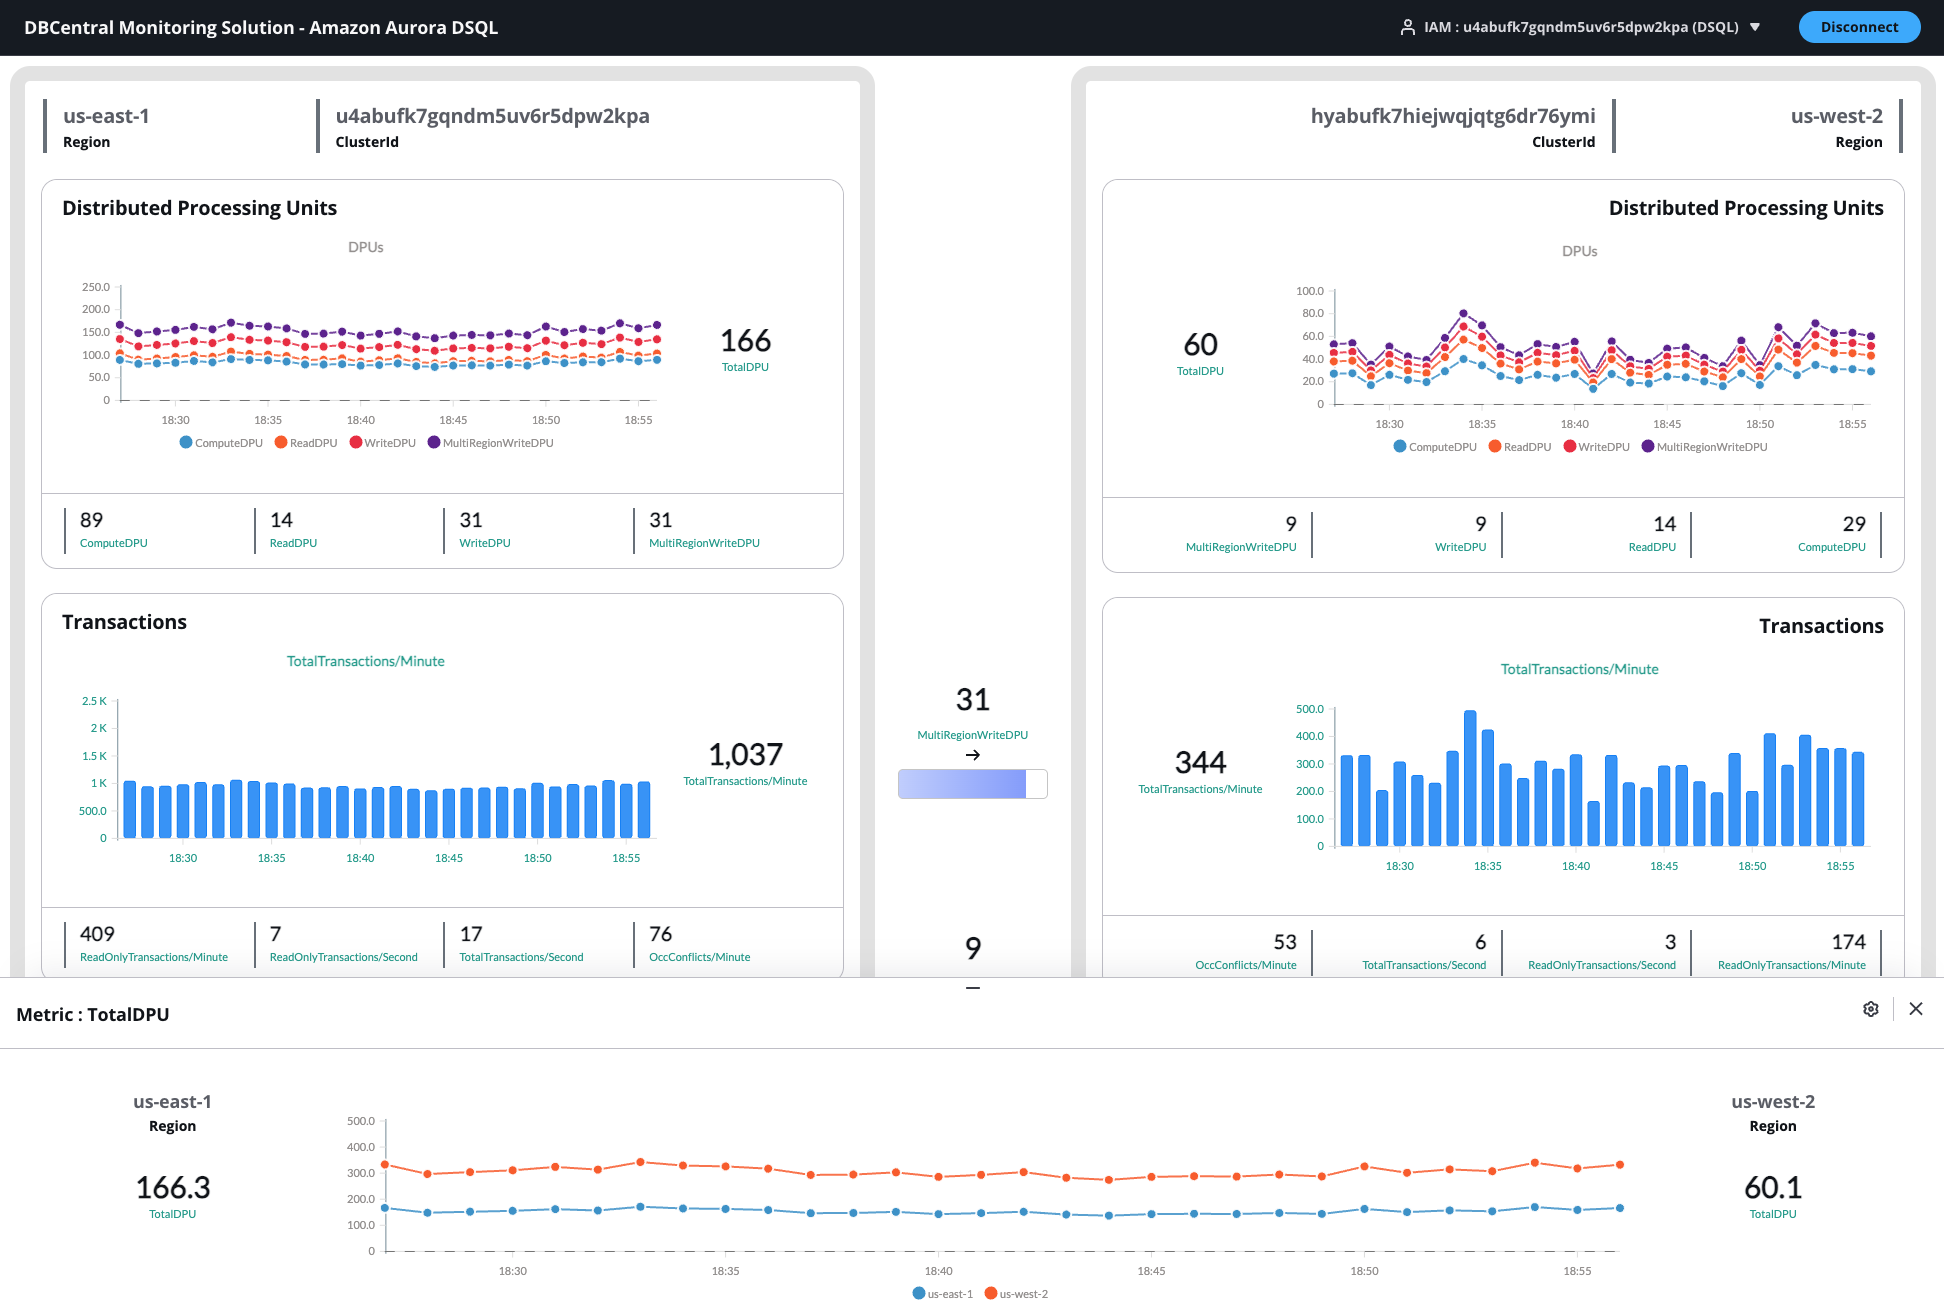 DBCentral Monitoring Solution - Amazon Aurora DSQL
IAM : u4abufk7gqndm5uv6r5dpw2kpa (DSQL)
Disconnect
us-east-1
Region
u4abufk7gqndm5uv6r5dpw2kpa
ClusterId
Distributed Processing Units
DPUs
250.0
200.0
150.0
100.0
50.0
0
18:30 18:35 18:40 18:45 18:50 18:55
ComputeDPU ReadDPU WriteDPU MultiRegionWriteDPU
166
TotalDPU
89
ComputeDPU
14
ReadDPU
31
WriteDPU
31
MultiRegionWriteDPU
Transactions
TotalTransactions/Minute
2.5 K
2 K
1.5 K
1 K
500.0
0
18:30 18:35 18:40 18:45 18:50 18:55
1,037
TotalTransactions/Minute
409
ReadOnlyTransactions/Minute
7
ReadOnlyTransactions/Second
17
TotalTransactions/Second
76
OccConflicts/Minute
31
MultiRegionWriteDPU
→
9
hyabufk7hiejwqjqtg6dr76ymi
ClusterId
us-west-2
Region
Distributed Processing Units
DPUs
60
TotalDPU
100.0
80.0
60.0
40.0
20.0
0
18:30 18:35 18:40 18:45 18:50 18:55
ComputeDPU ReadDPU WriteDPU MultiRegionWriteDPU
9
MultiRegionWriteDPU
9
WriteDPU
14
ReadDPU
29
ComputeDPU
Transactions
TotalTransactions/Minute
344
TotalTransactions/Minute
500.0
400.0
300.0
200.0
100.0
0
18:30 18:35 18:40 18:45 18:50 18:55
53
OccConflicts/Minute
6
TotalTransactions/Second
3
ReadOnlyTransactions/Second
174
ReadOnlyTransactions/Minute
Metric : TotalDPU
us-east-1
Region
166.3
TotalDPU
500.0
400.0
300.0
200.0
100.0
0
18:30 18:35 18:40 18:45 18:50 18:55
us-east-1 us-west-2
us-west-2
Region
60.1
TotalDPU